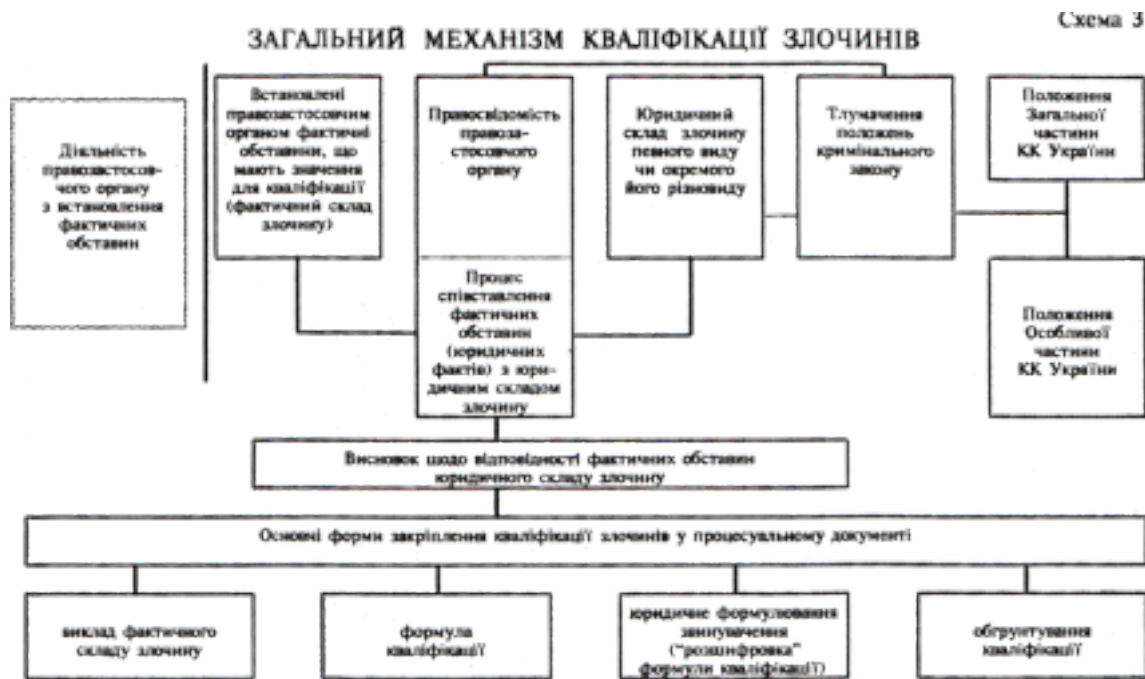 Схема 3
ЗАГАЛЬНИЙ МЕХАНІЗМ КВАЛІФІКАЦІЇ ЗЛОЧИНІВ
Діяльність
правозастосов-
чого органу
з встановлення
фактичних
обставин
Встановлені
правозастосовчим
органом фактичні
обставини, що
мають значення
для кваліфікації
(фактичний склад
злочину)
Правосвідомість
правоза-
стосовчого
органу
Юридичний
склад злочину
певного виду
чи окремого
його різновиду
Тлумачення
положень
кримінального
закону
Положення
Загальної
частини
КК України
Процес
співставлення
фактичних
обставин
(юридичних
фактів) з юри-
дичним складом
злочину
Положення
Особливої
частини
КК України
Висновок щодо відповідності фактичних обставин
юридичного складу злочину
Основні форми закріплення кваліфікації злочинів у процесуальному документі
виклад фактичного
складу злочину
формула
кваліфікації
юридичне формулювання
звинувачення
("розшифровка"
формули кваліфікації)
обгрунтування
кваліфікації